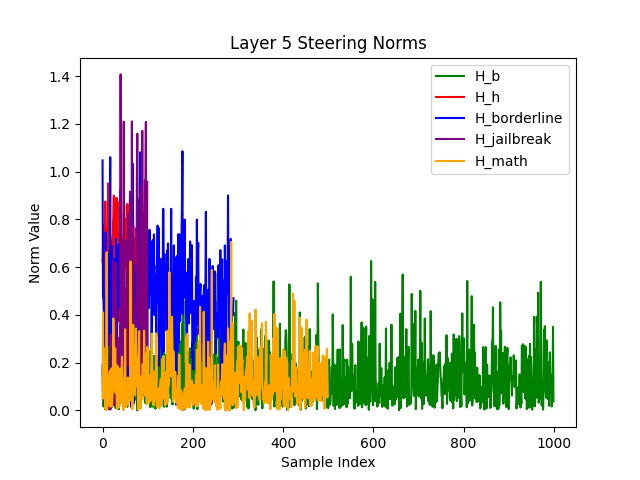 Layer 5 Steering Norms
H_b
H_h
H_borderline
H_jailbreak
H_math
Norm Value
1.4
1.2
1.0
0.8
0.6
0.4
0.2
0.0
0 200 400 600 800 1000
Sample Index